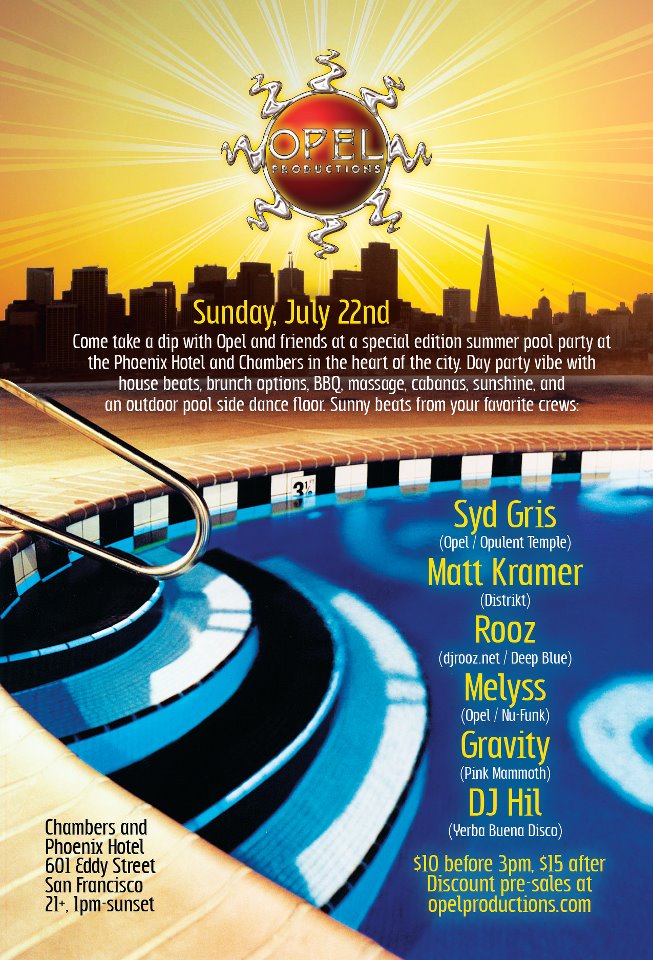 OPEL
PRODUCTIONS
Sunday, July 22nd
Come take a dip with Opel and friends at a special edition summer pool party at
the Phoenix Hotel and Chambers in the heart of the city. Day party vibe with
house beats, brunch options, BBQ, massage, cabanas, sunshine, and
an outdoor pool side dance floor. Sunny beats from your favorite crews:
3½
Syd Gris
(Opel / Opulent Temple)
Matt Kramer
(Distrikt)
Rooz
(djrooz.net / Deep Blue)
Melyss
(Opel / Nu-Funk)
Gravity
(Pink Mammoth)
DJ Hil
(Yerba Buena Disco)
$10 before 3pm, $15 after
Discount pre-sales at
opelproductions.com
Chambers and
Phoenix Hotel
601 Eddy Street
San Francisco
21+, 1pm-sunset